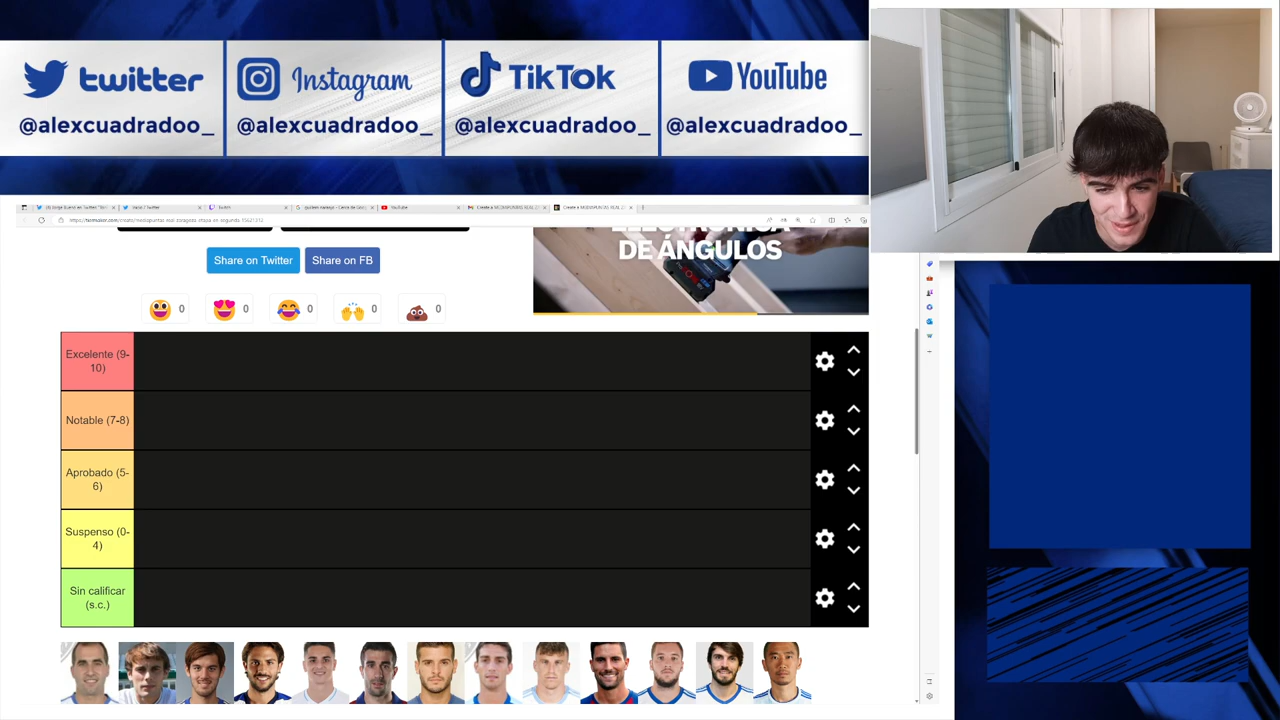 twitter
Instagram
TikTok
YouTube
@alexcuadradoo_
@alexcuadradoo_
@alexcuadradoo_
@alexcuadradoo_
DE ÁNGULOS
Share on Twitter
Share on FB
0
0
0
0
0
Excelente (9-
10)
Notable (7-8)
Aprobado (5-
6)
Suspenso (0-
4)
Sin calificar
(s.c.)